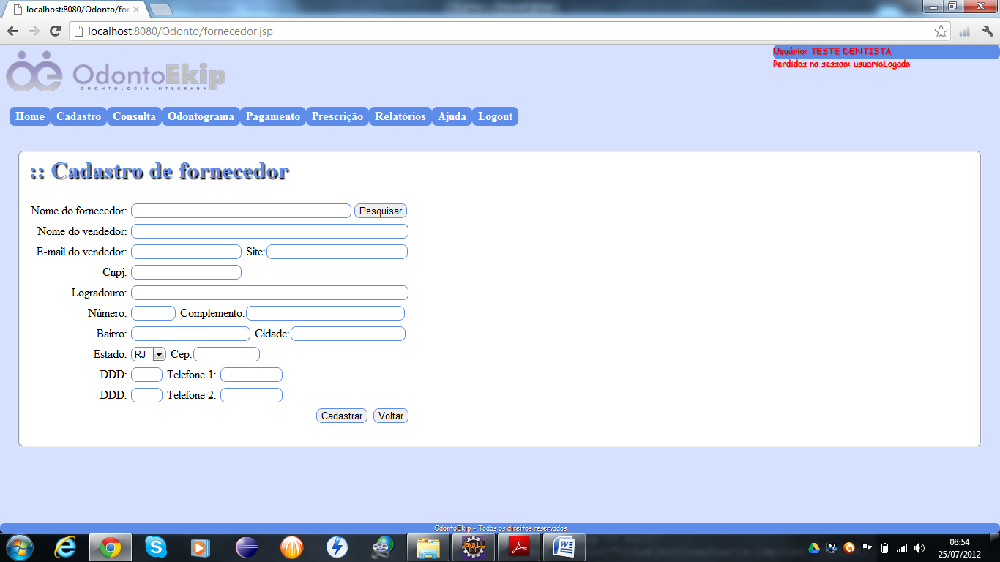 localhost:8080/Odonto/for
localhost:8080/Odonto/fornecedor.jsp
Usuário: TESTE DENTISTA
Perdidos na sessao: usuarioLogado
OdontoEkip
ODONTOLOGIAINTEGRADA
Home Cadastro Consulta Odontograma Pagamento Prescrição Relatórios Ajuda Logout
:: Cadastro de fornecedor
Nome do fornecedor: Pesquisar
Nome do vendedor:
E-mail do vendedor: Site:
Cnpj:
Logradouro:
Número: Complemento:
Bairro: Cidade:
Estado: RJ Cep:
DDD: Telefone 1:
DDD: Telefone 2:
Cadastrar Voltar
OdontoEkip - Todos os direitos reservados
Java EE
IDE
08:54
25/07/2012